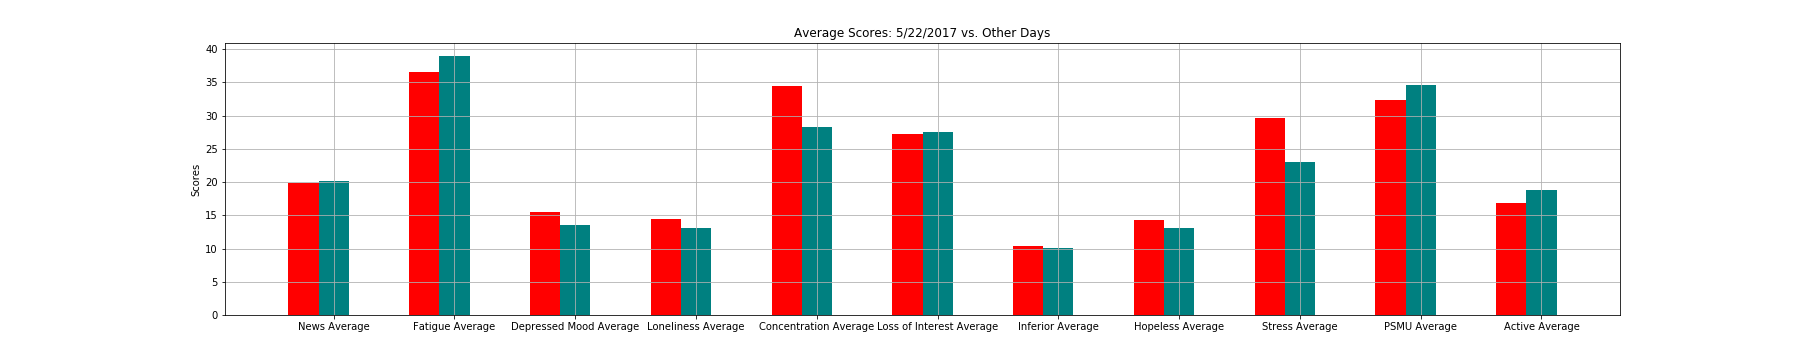 Average Scores: 5/22/2017 vs. Other Days
Scores
40
35
30
25
20
15
10
5
0
News Average
Fatigue Average
Depressed Mood Average
Loneliness Average
Concentration Average
Loss of Interest Average
Inferior Average
Hopeless Average
Stress Average
PSMU Average
Active Average